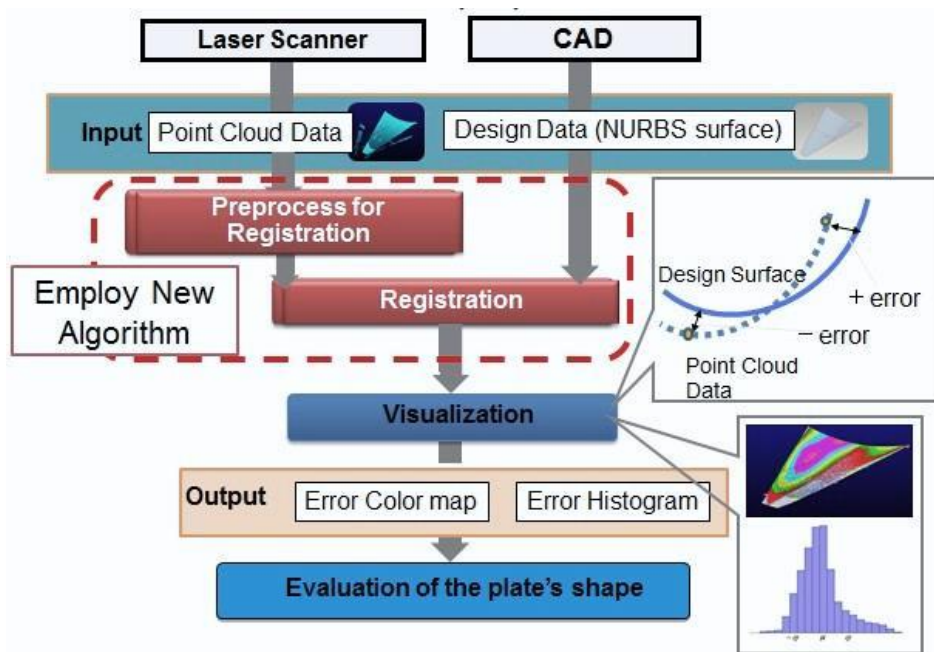 Laser Scanner
CAD
Input
Point Cloud Data
Design Data (NURBS surface)
Preprocess for
Registration
Employ New
Algorithm
Registration
Design Surface
+ error
− error
Point Cloud
Data
Visualization
Output
Error Color map
Error Histogram
Evaluation of the plate's shape